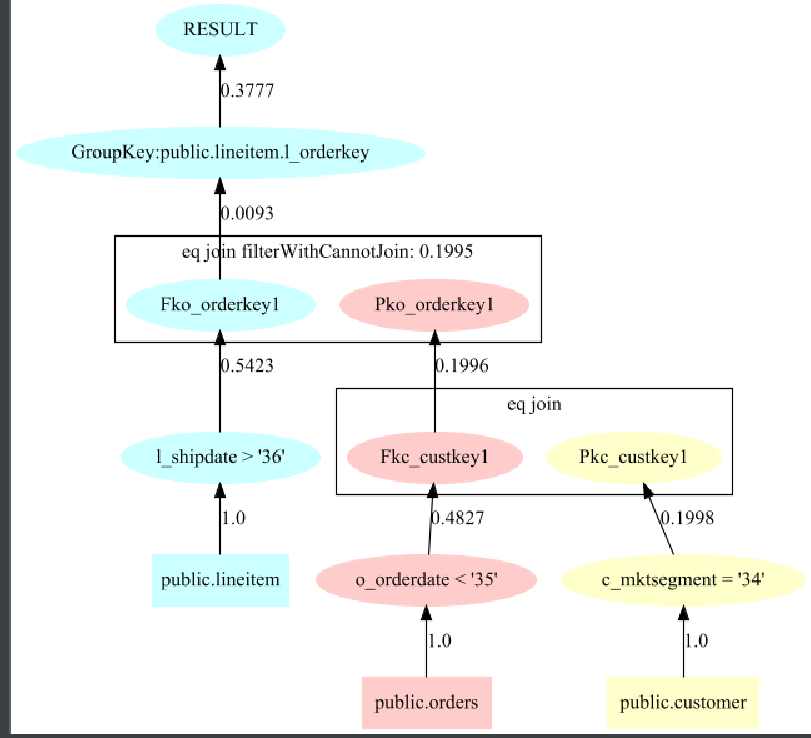 RESULT
0.3777
GroupKey:public.lineitem.l_orderkey
0.0093
eq join filterWithCannotJoin: 0.1995
Fko_orderkey1
Pko_orderkey1
0.5423
0.1996
eq join
l_shipdate > '36'
Fkc_custkey1
Pkc_custkey1
1.0
0.4827
0.1998
public.lineitem
o_orderdate < '35'
c_mktsegment = '34'
1.0
1.0
public.orders
public.customer